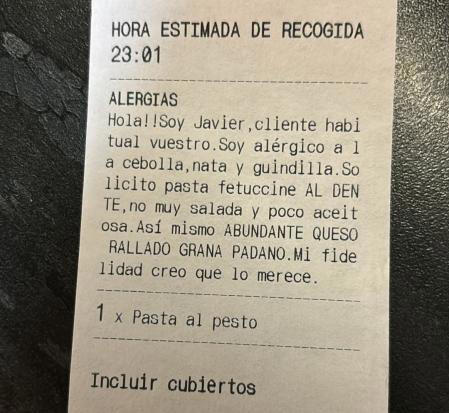 HORA ESTIMADA DE RECOGIDA
23:01
ALERGIAS
Hola!!Soy Javier,cliente habi
tual vuestro.Soy alérgico a l
a cebolla,nata y guindilla.So
licito pasta fetuccine AL DEN
TE,no muy salada y poco aceit
osa.Así mismo ABUNDANTE QUESO
RALLADO GRANA PADANO.Mi fide
lidad creo que lo merece.
1 x Pasta al pesto
Incluir cubiertos